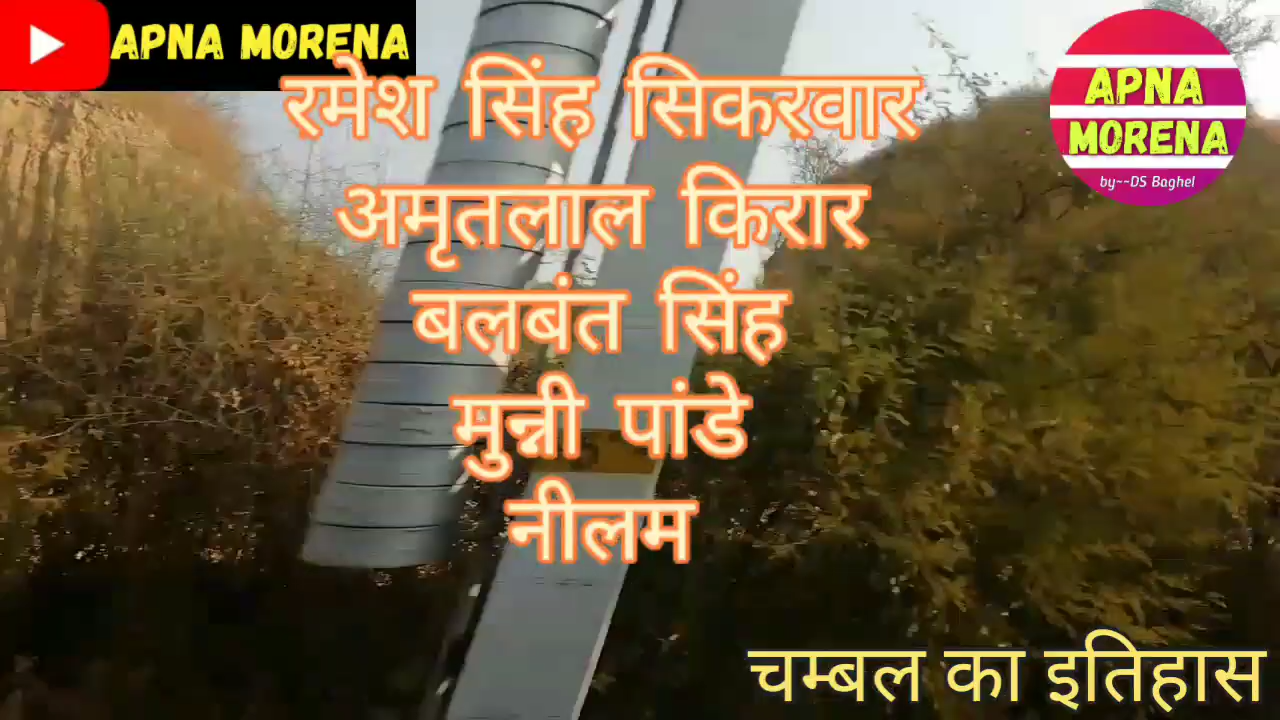 APNA MORENA
रमेश सिंह सिकरवार
अमृतलाल किरार
बलबंत सिंह
मुन्नी पांडे
नीलम
APNA
MORENA
by~~DS Baghel
चम्बल का इतिहास